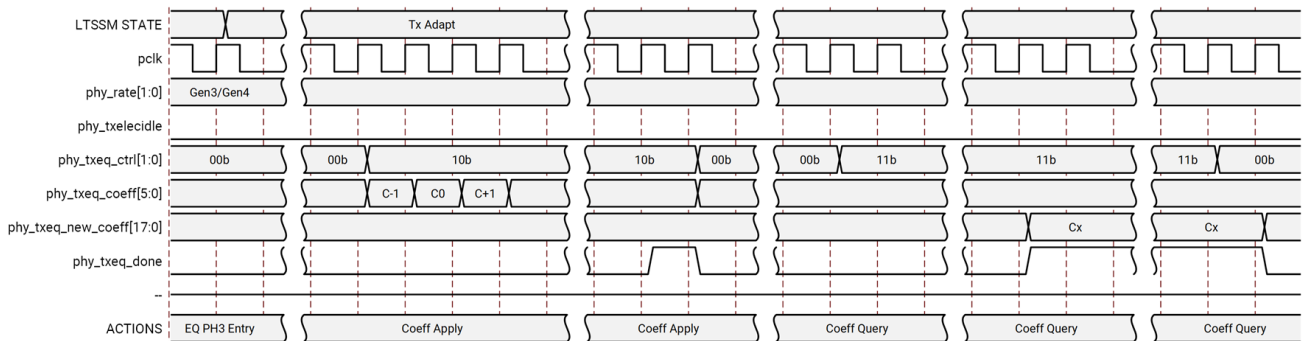 LTSSM STATE Tx Adapt
pclk
phy_rate[1:0] Gen3/Gen4
phy_txelecidle
phy_txeq_ctrl[1:0] 00b 00b 10b 10b 00b 00b 11b 11b 11b 00b
phy_txeq_coeff[5:0] C-1 C0 C+1
phy_txeq_new_coeff[17:0] Cx Cx
phy_txeq_done
--
ACTIONS EQ PH3 Entry Coeff Apply Coeff Apply Coeff Query Coeff Query Coeff Query